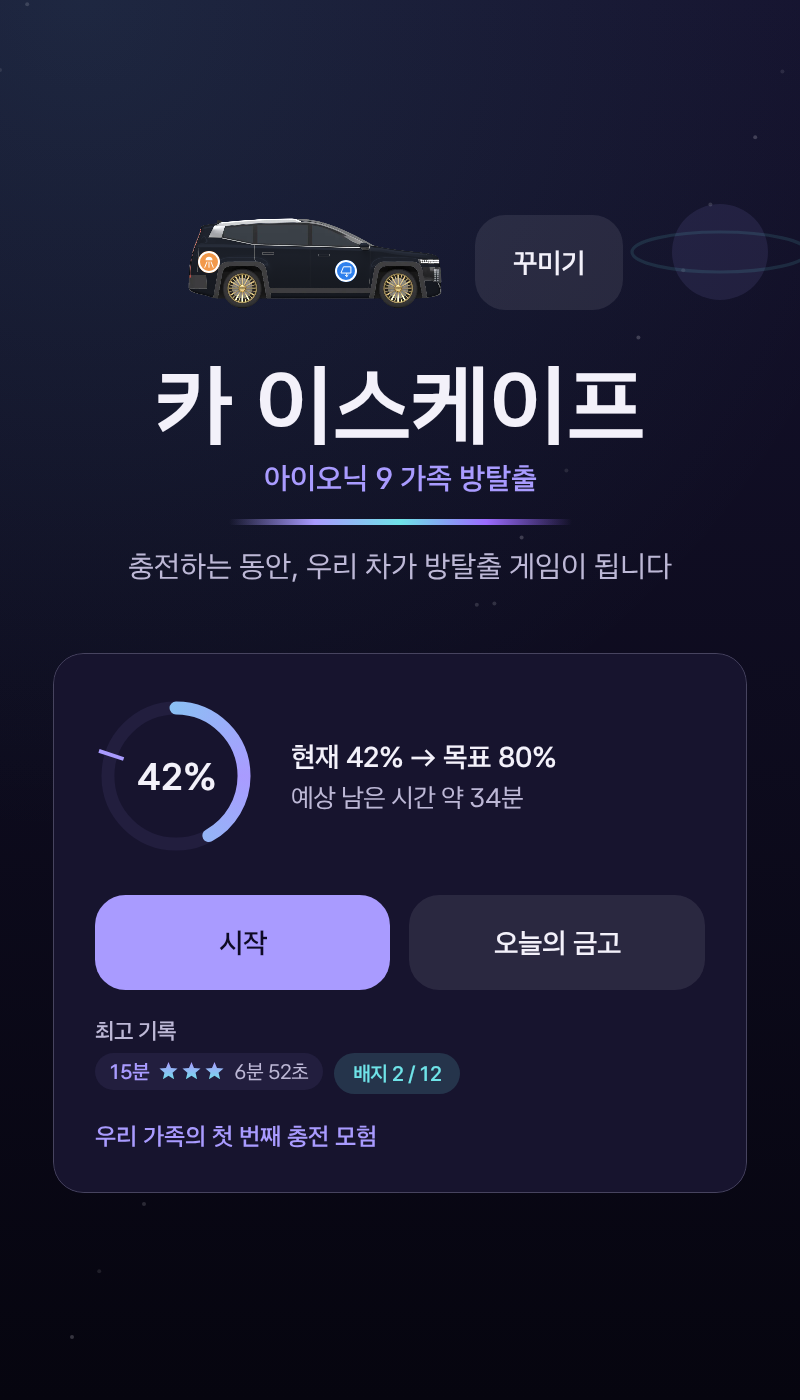 꾸미기
카 이스케이프
아이오닉 9 가족 방탈출
충전하는 동안, 우리 차가 방탈출 게임이 됩니다
42%
현재 42% → 목표 80%
예상 남은 시간 약 34분
시작
오늘의 금고
최고 기록
15분 ★★★ 6분 52초
배지 2 / 12
우리 가족의 첫 번째 충전 모험